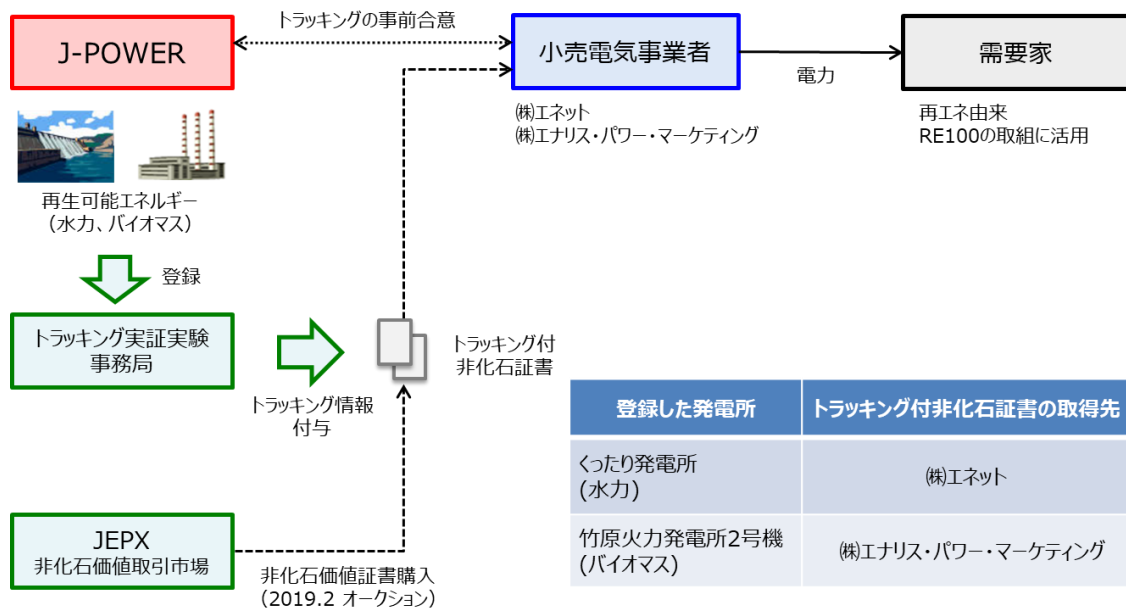 J-POWER
トラッキングの事前合意
小売電気事業者
電力
需要家
㈱エネット
㈱エナリス・パワー・マーケティング
再エネ由来
RE100の取組に活用
再生可能エネルギー
（水力、バイオマス）
登録
トラッキング実証実験
事務局
トラッキング情報
付与
トラッキング付
非化石証書
JEPX
非化石価値取引市場
非化石価値証書購入
（2019.2 オークション）
登録した発電所
トラッキング付非化石証書の取得先
くったり発電所
(水力)
㈱エネット
竹原火力発電所2号機
(バイオマス)
㈱エナリス・パワー・マーケティング